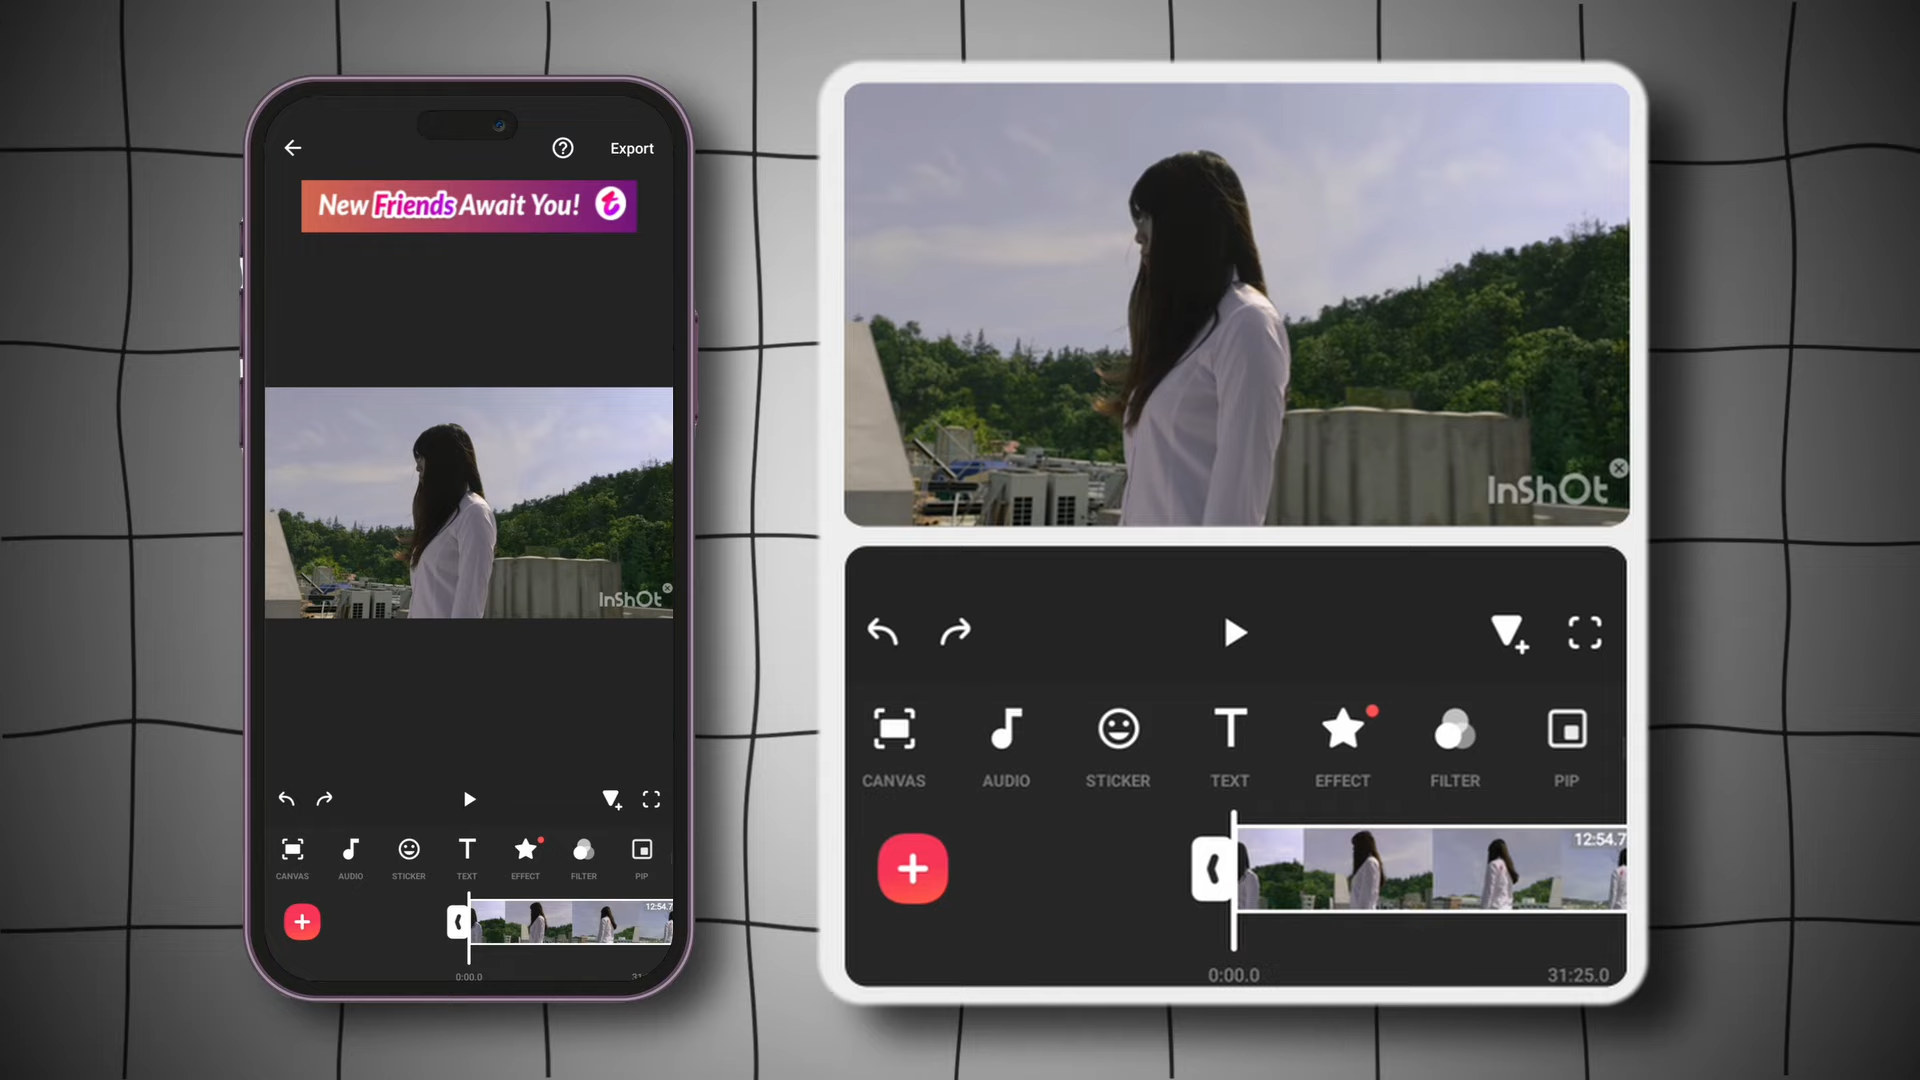 Export
New Friends Await You!
InShOt
CANVAS AUDIO STICKER TEXT EFFECT FILTER PIP
12:54.7
0:00.0
InShOt
CANVAS AUDIO STICKER TEXT EFFECT FILTER PIP
12:54.7
0:00.0 31:25.0